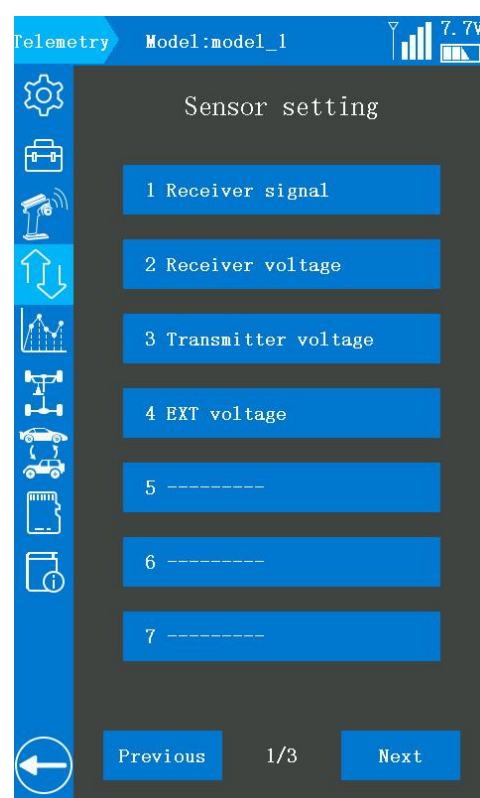 Telemetry Model:model_1 7.7V
Sensor setting
1 Receiver signal
2 Receiver voltage
3 Transmitter voltage
4 EXT voltage
5 ---------
6 ---------
7 ---------
Previous 1/3 Next